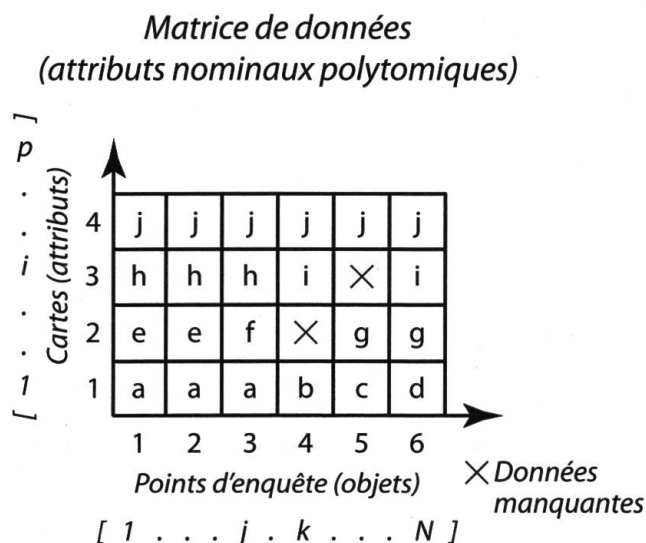 Matrice de données
(attributs nominaux polytomiques)
[ 1 . . i . . p ]
Cartes (attributs)
4 j j j j j j
3 h h h i × i
2 e e f × g g
1 a a a b c d
1 2 3 4 5 6
Points d'enquête (objets)
× Données
manquantes
[ 1 . . . j . k . . . N ]